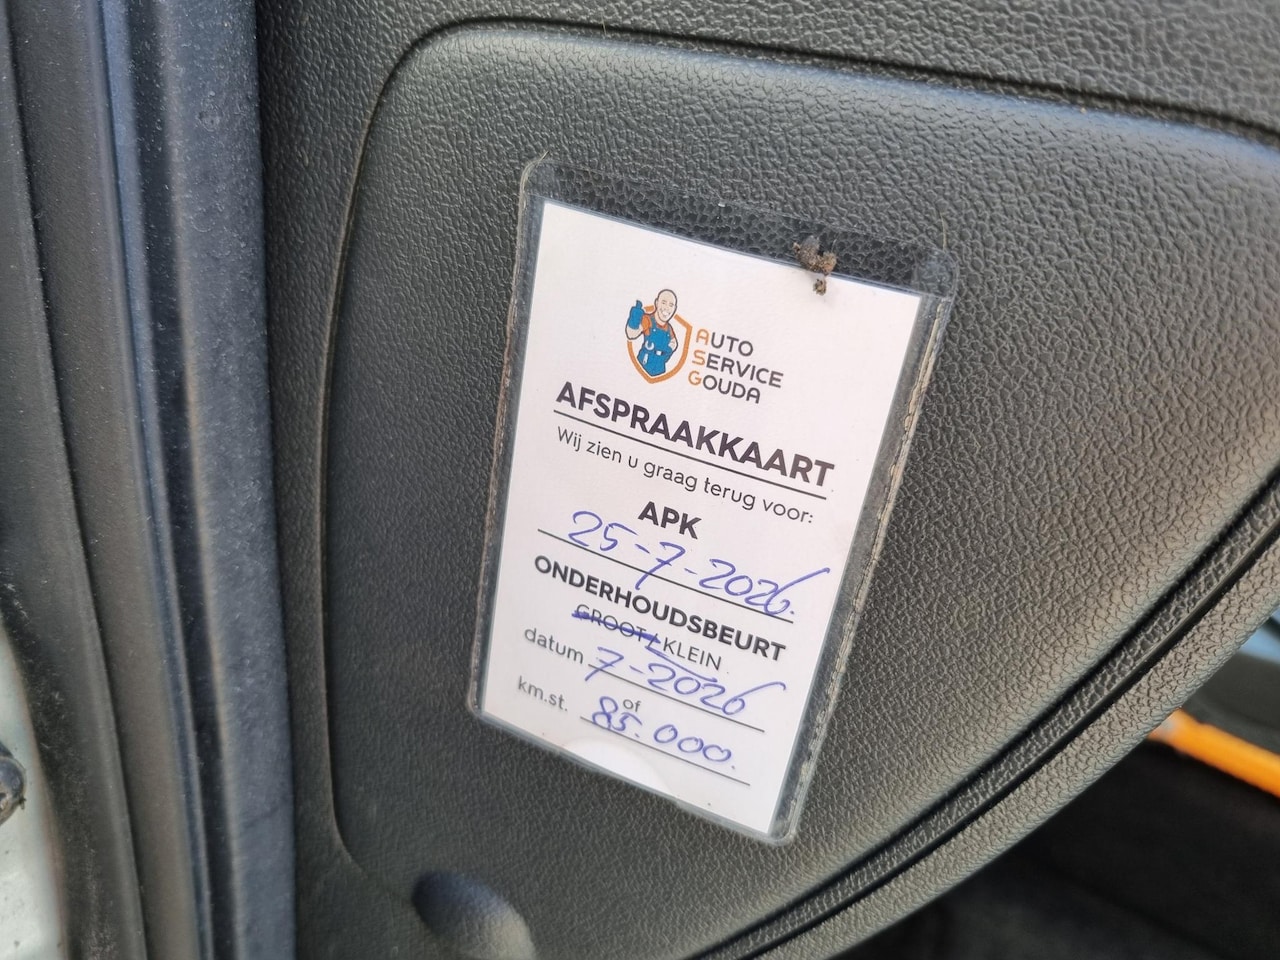 AUTO
SERVICE
GOUDA
AFSPRAAKKAART
Wij zien u graag terug voor:
APK
25-7-2026.
ONDERHOUDSBEURT
GROOT / KLEIN
datum 7-2026
of
km.st. 85.000.